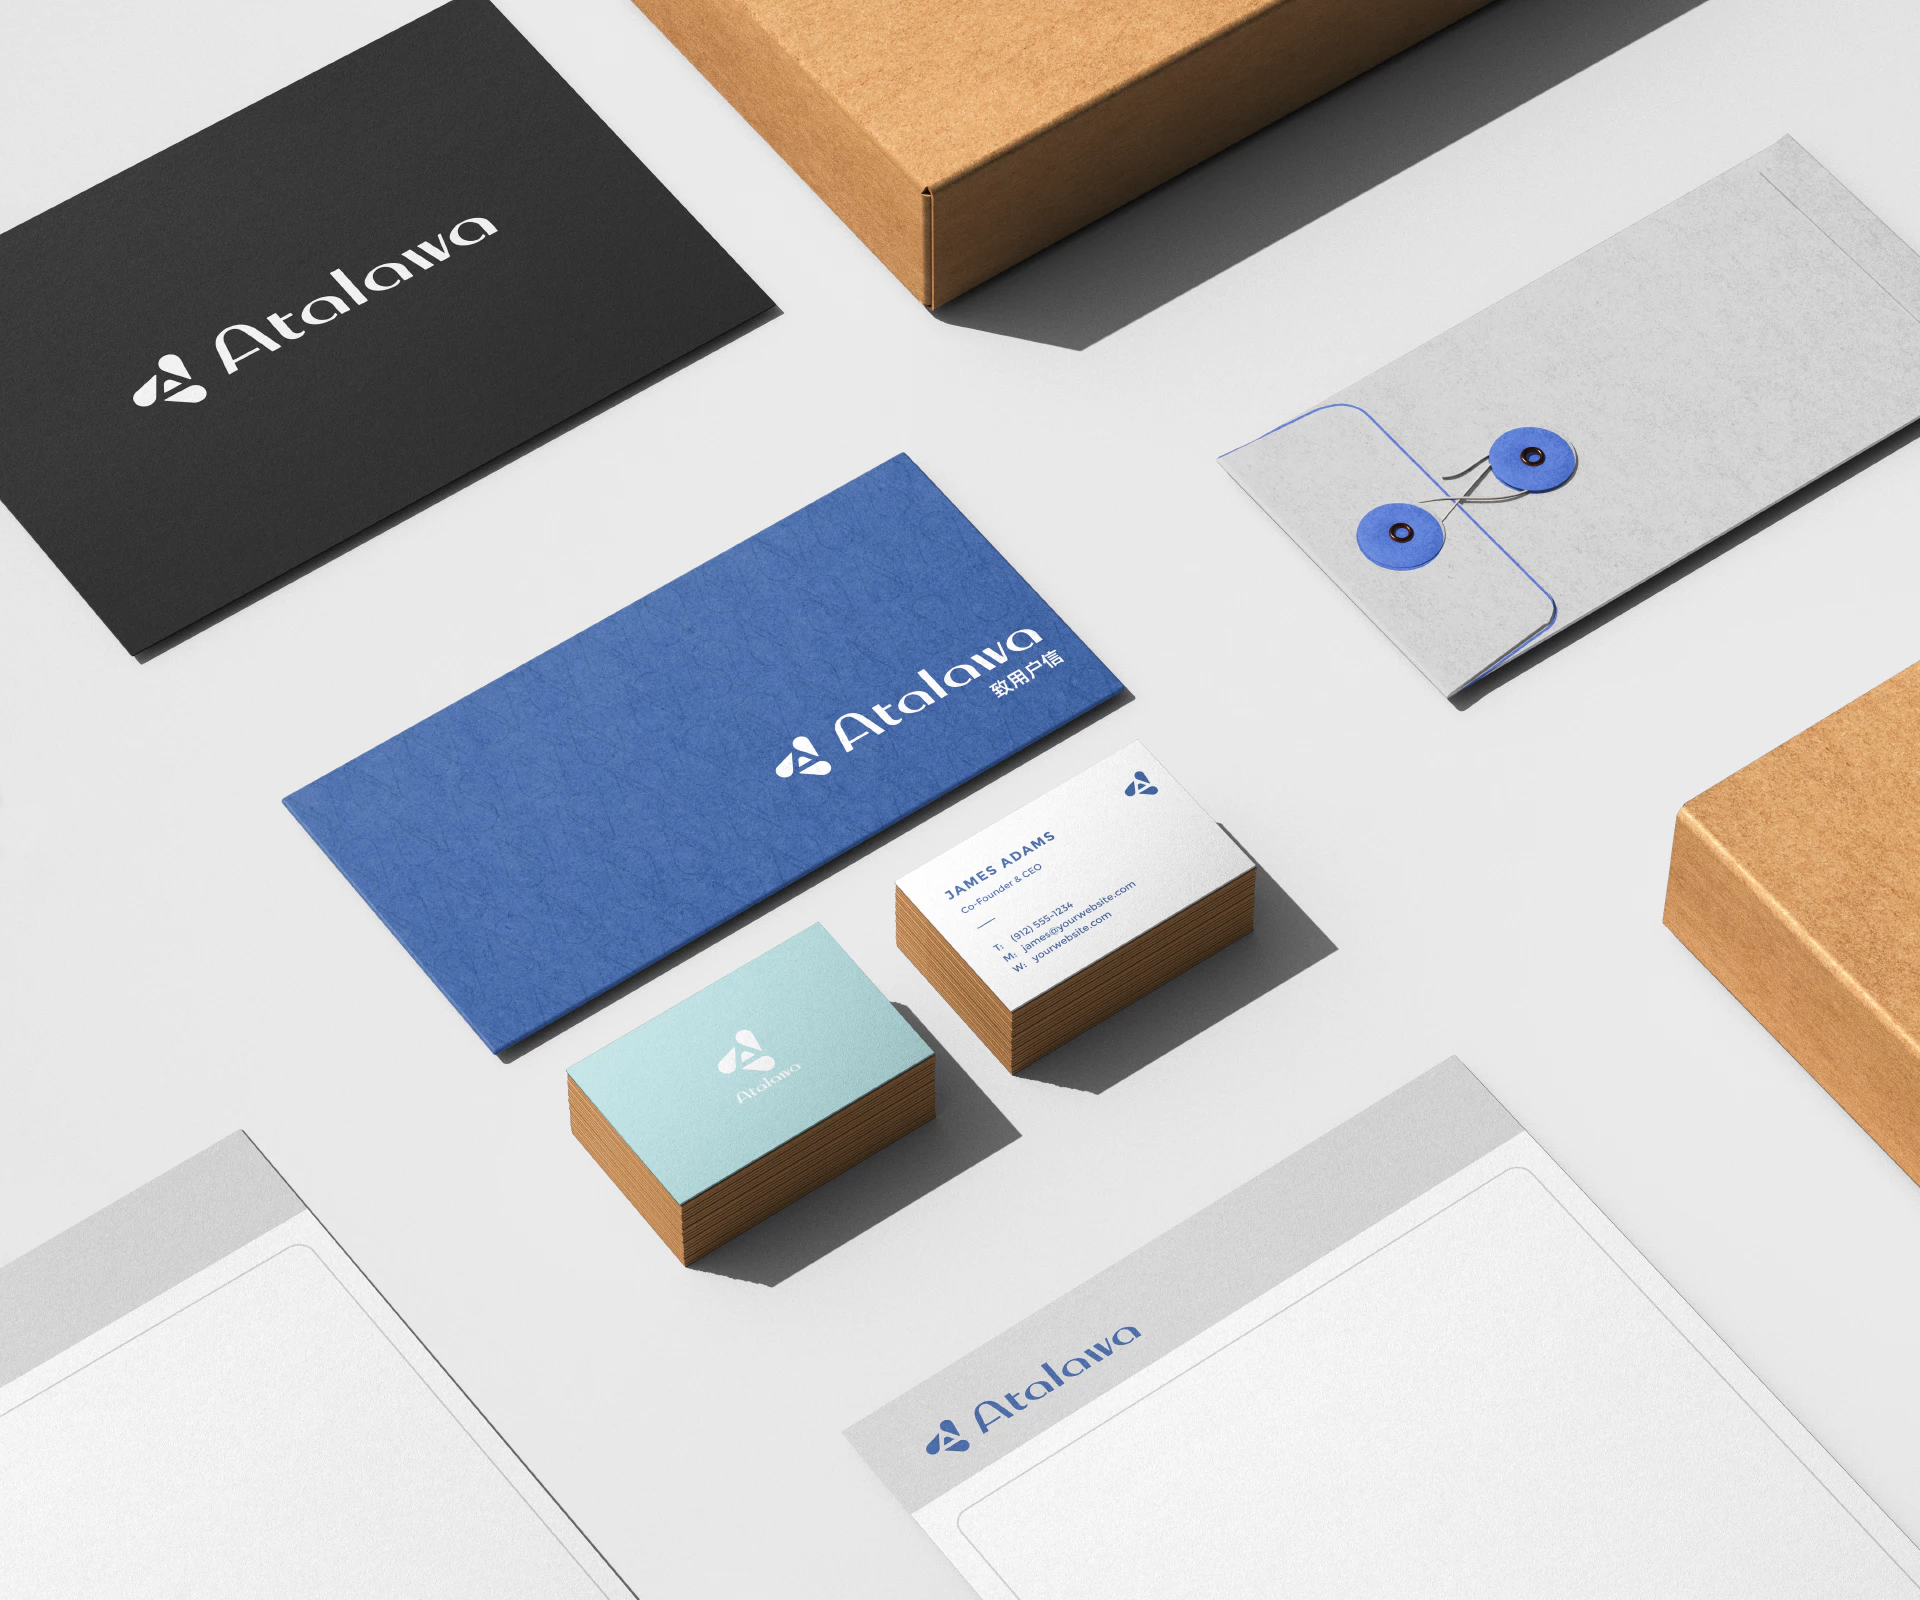 Atalawa
Atalawa
致用户信
JAMES ADAMS
Co-Founder & CEO
T: (912) 555-1234
M: james@yourwebsite.com
W: yourwebsite.com
Atalawa
Atalawa